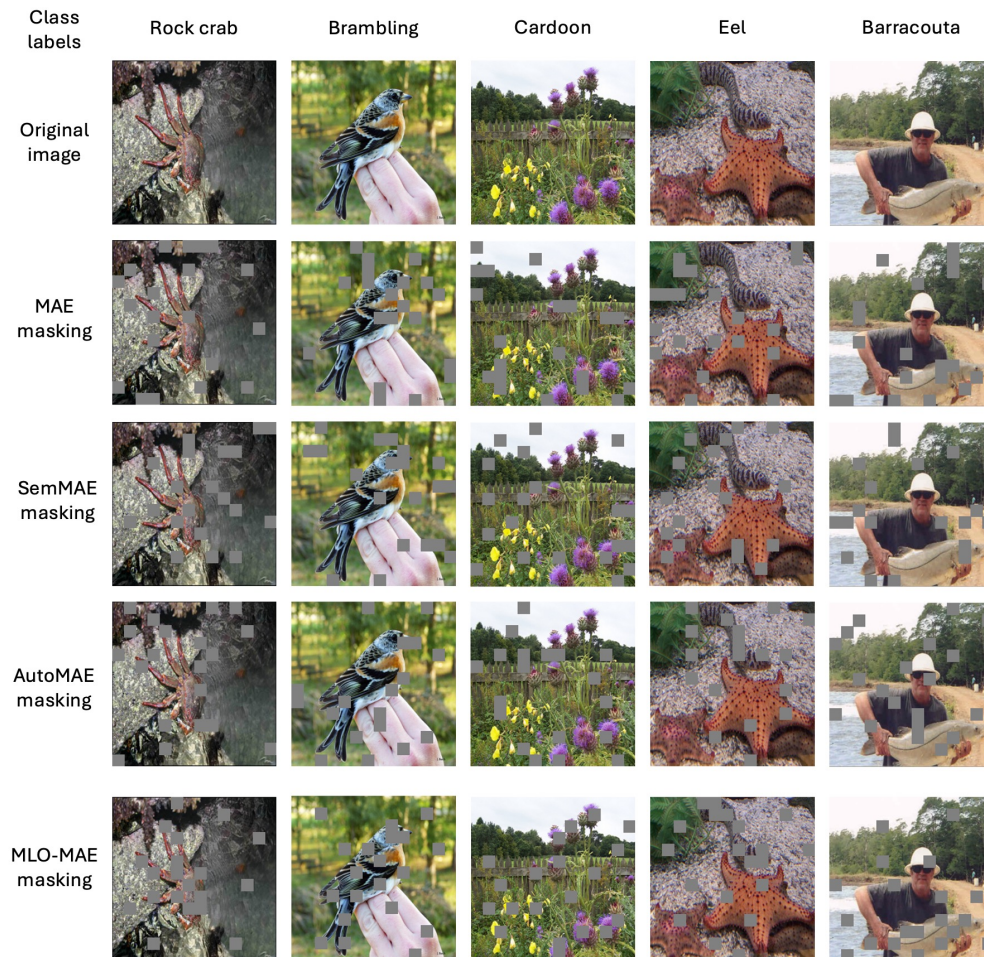 Class
labels
Rock crab
Brambling
Cardoon
Eel
Barracouta
Original
image
MAE
masking
SemMAE
masking
AutoMAE
masking
MLO-MAE
masking